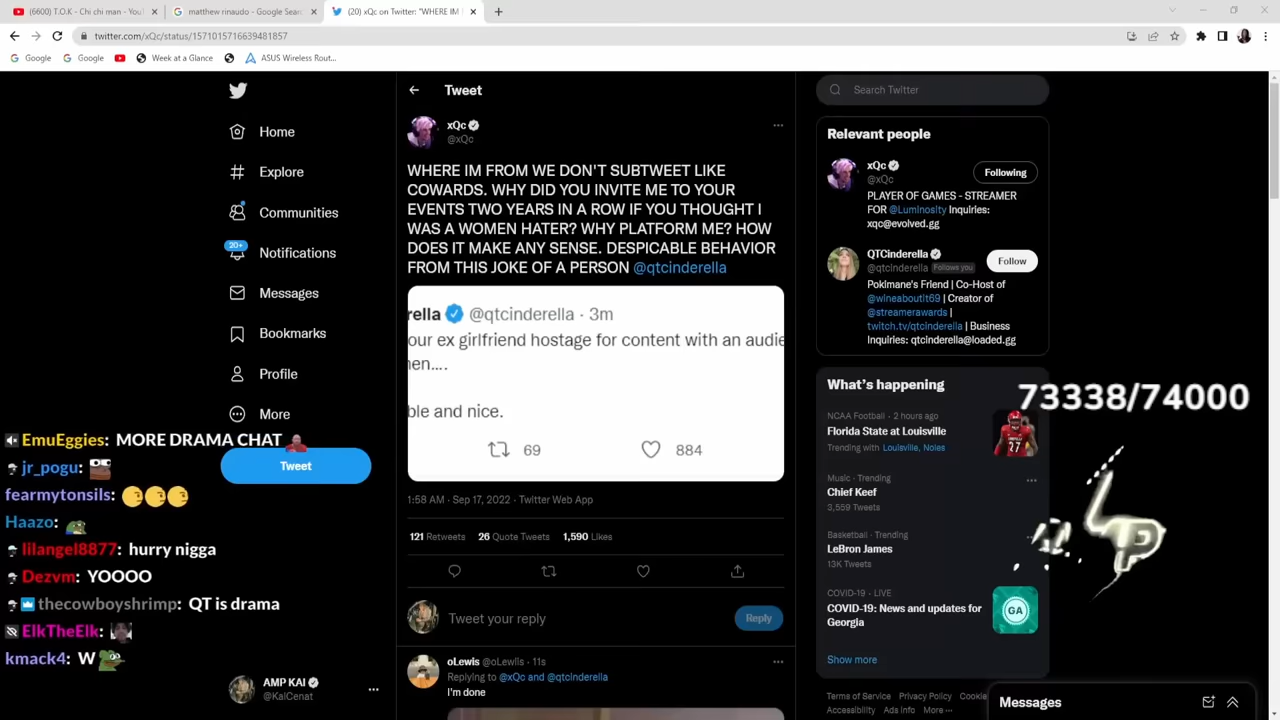 (6600) T.O.K - Chi chi man - You
matthew rinaudo - Google Searc
(20) xQc on Twitter: "WHERE IM
twitter.com/xQc/status/1571015716639481857
Google
Google
Week at a Glance
ASUS Wireless Rout...
Home
Explore
Communities
20+
Notifications
Messages
Bookmarks
Profile
More
Tweet
EmuEggies: MORE DRAMA CHAT
jr_pogu:
fearmytonsils:
Haazo:
lilangel8877: hurry nigga
Dezvm: YOOOO
thecowboyshrimp: QT is drama
ElkTheElk:
kmack4: W
AMP KAI
@KaiCenat
Tweet
xQc
@xQc
WHERE IM FROM WE DON'T SUBTWEET LIKE
COWARDS. WHY DID YOU INVITE ME TO YOUR
EVENTS TWO YEARS IN A ROW IF YOU THOUGHT I
WAS A WOMEN HATER? WHY PLATFORM ME? HOW
DOES IT MAKE ANY SENSE. DESPICABLE BEHAVIOR
FROM THIS JOKE OF A PERSON @qtcinderella
rella @qtcinderella · 3m
our ex girlfriend hostage for content with an audie
en....
ble and nice.
69 884
1:58 AM · Sep 17, 2022 · Twitter Web App
121 Retweets 26 Quote Tweets 1,590 Likes
Tweet your reply
Reply
oLewis @oLewlls · 11s
Replying to @xQc and @qtcinderella
I'm done
Search Twitter
Relevant people
xQc
@xQc
Following
PLAYER OF GAMES - STREAMER
FOR @Luminosity Inquiries:
xqc@evolved.gg
QTCinderella
@qtcinderella Follows you
Follow
Pokimane's Friend | Co-Host of
@wineaboutit69 | Creator of
@streamerawards |
twitch.tv/qtcinderella | Business
Inquiries: qtcinderella@loaded.gg
What's happening
73338/74000
NCAA Football · 2 hours ago
Florida State at Louisville
Trending with Louisville, Noles
Music · Trending
Chief Keef
3,559 Tweets
Basketball · Trending
LeBron James
13K Tweets
COVID-19 · LIVE
COVID-19: News and updates for
Georgia
GA
Show more
Terms of Service Privacy Policy Cookie
Accessibility Ads info More ...
Messages